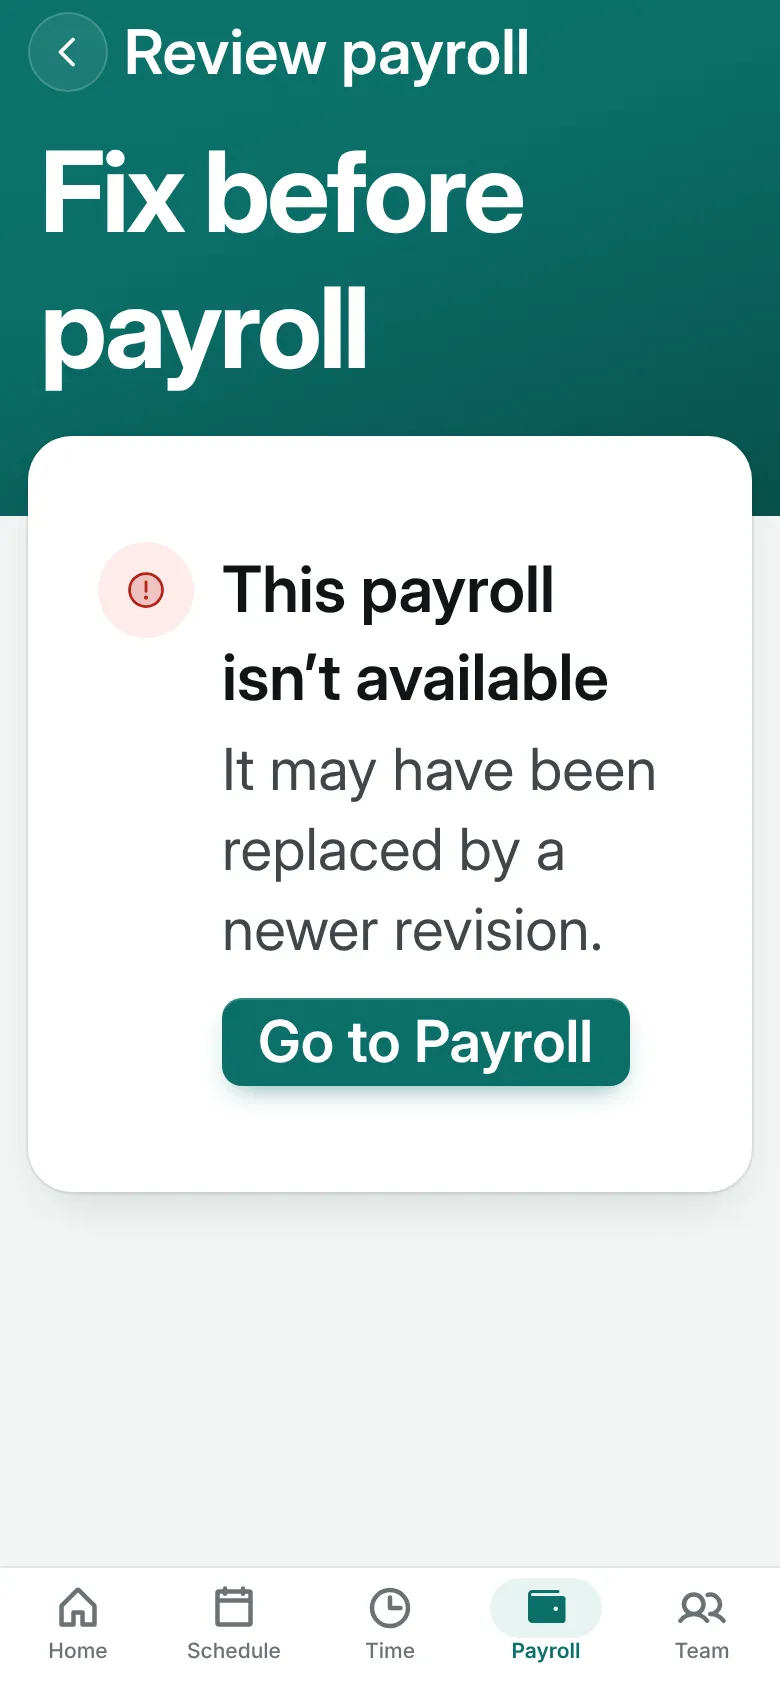 Review payroll
Fix before
payroll
This payroll
isn’t available
It may have been
replaced by a
newer revision.
Go to Payroll
Home
Schedule
Time
Payroll
Team